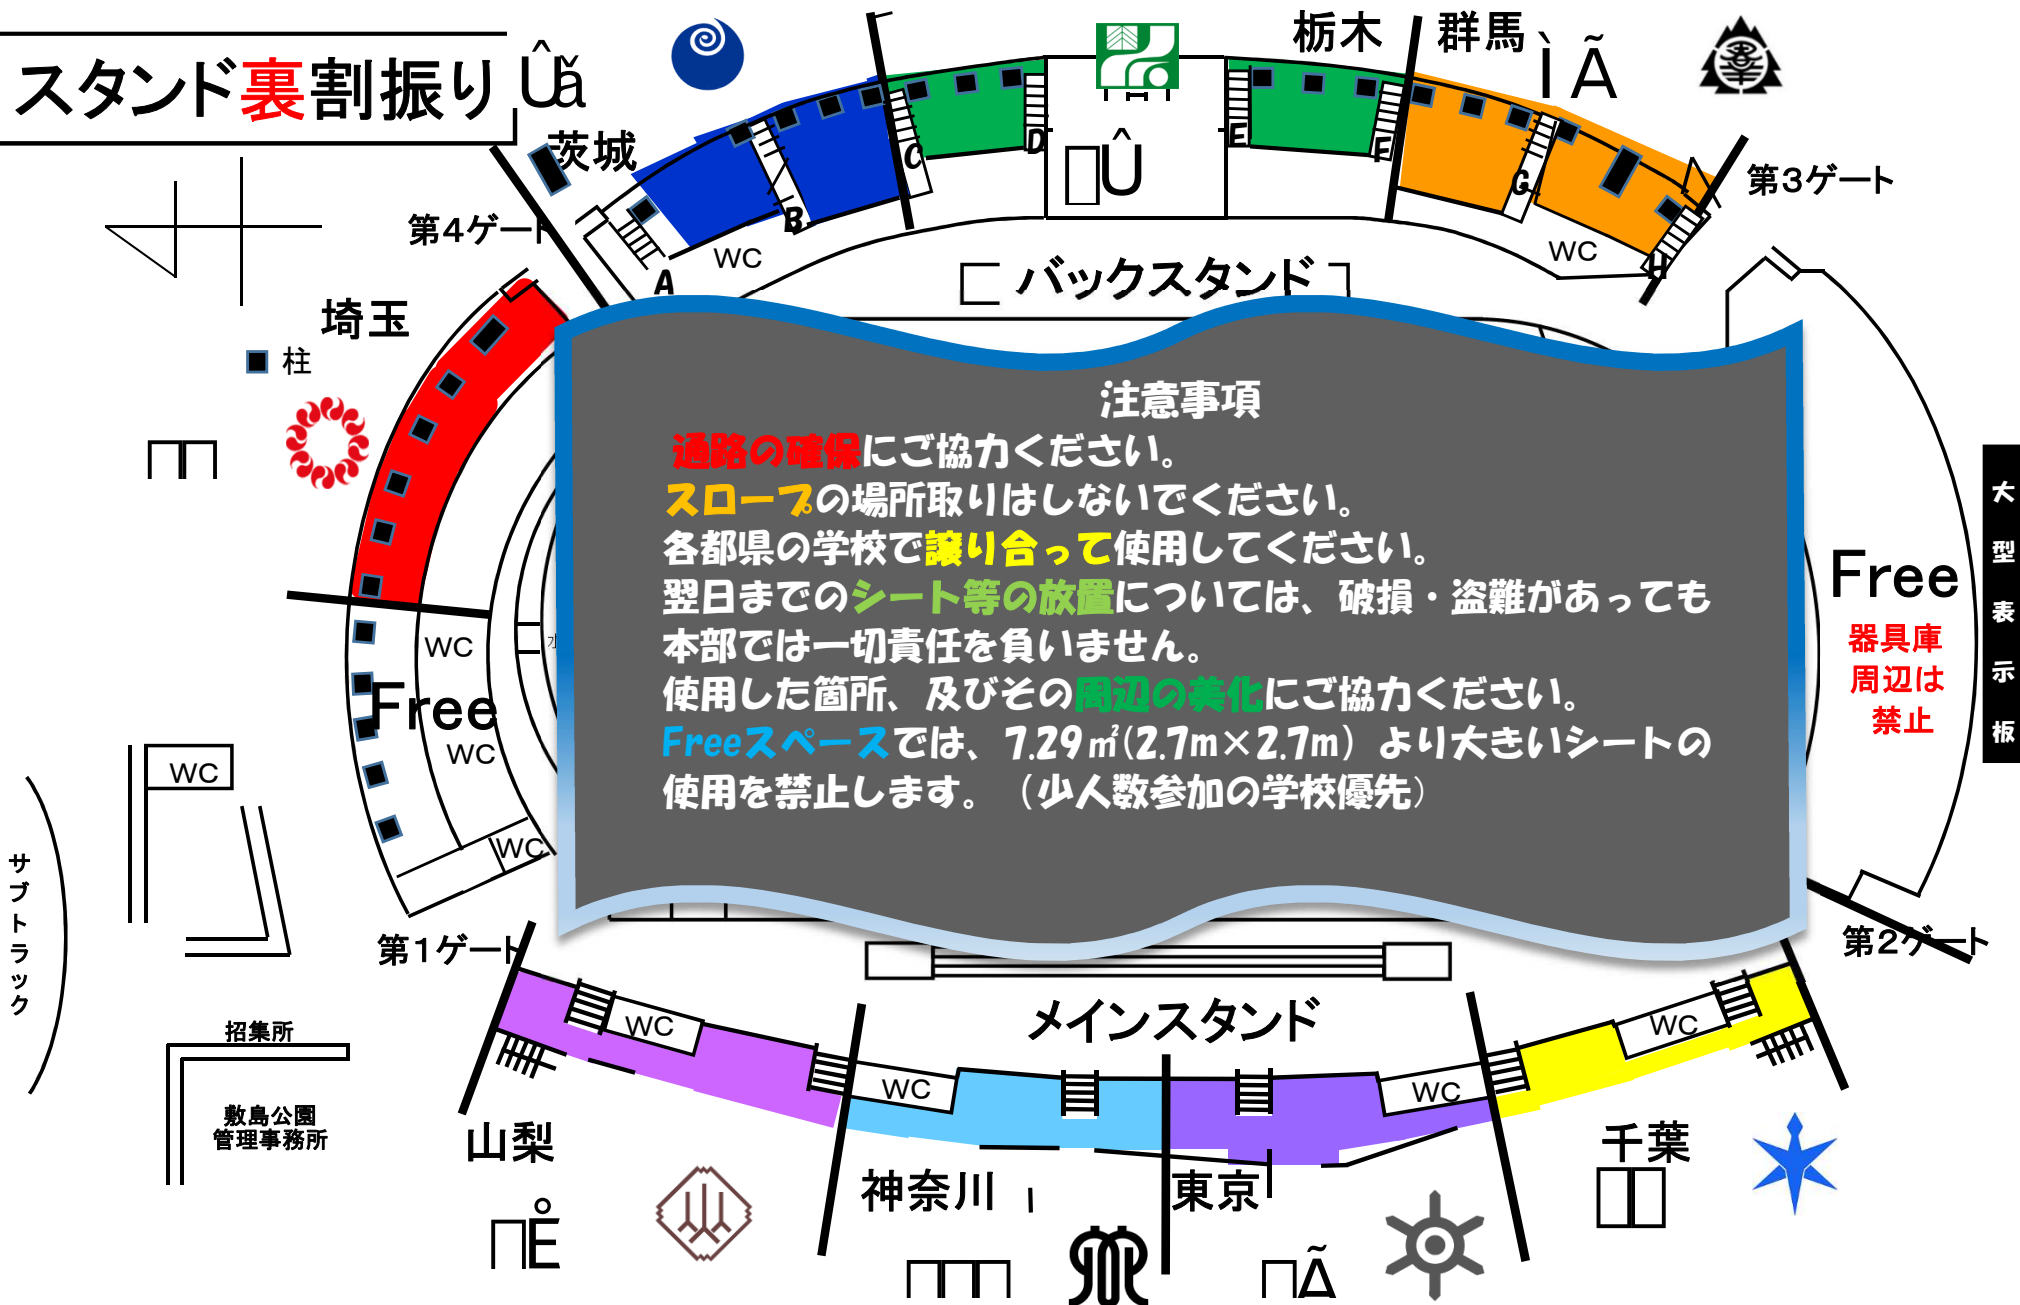 スタンド裏割振り
茨城
栃木
群馬
第4ゲート
第3ゲート
A
B
C
D
E
F
G
H
WC
WC
バックスタンド
埼玉
柱
注意事項
通路の確保にご協力ください。
スロープの場所取りはしないでください。
各都県の学校で譲り合って使用してください。
翌日までのシート等の放置については、破損・盗難があっても
本部では一切責任を負いません。
使用した箇所、及びその周辺の美化にご協力ください。
Freeスペースでは、7.29㎡(2.7m×2.7m）より大きいシートの
使用を禁止します。（少人数参加の学校優先）
Free
器具庫
周辺は
禁止
大型表示板
WC
Free
WC
WC
WC
サブトラック
第1ゲート
第2ゲート
招集所
敷島公園
管理事務所
メインスタンド
WC
WC
WC
WC
山梨
神奈川
東京
千葉